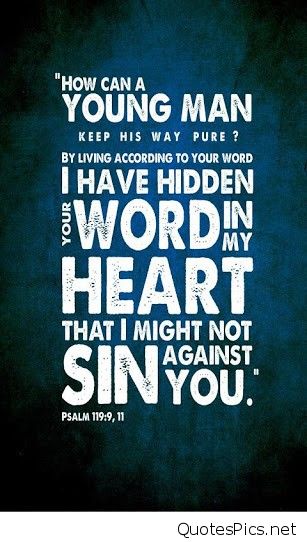 "How can a
YOUNG MAN
KEEP HIS WAY PURE?
By living according to your word
I HAVE HIDDEN
YOUR WORD IN MY
HEART
THAT I MIGHT NOT
SIN AGAINST YOU."
Psalm 119:9, 11
QuotesPics.net